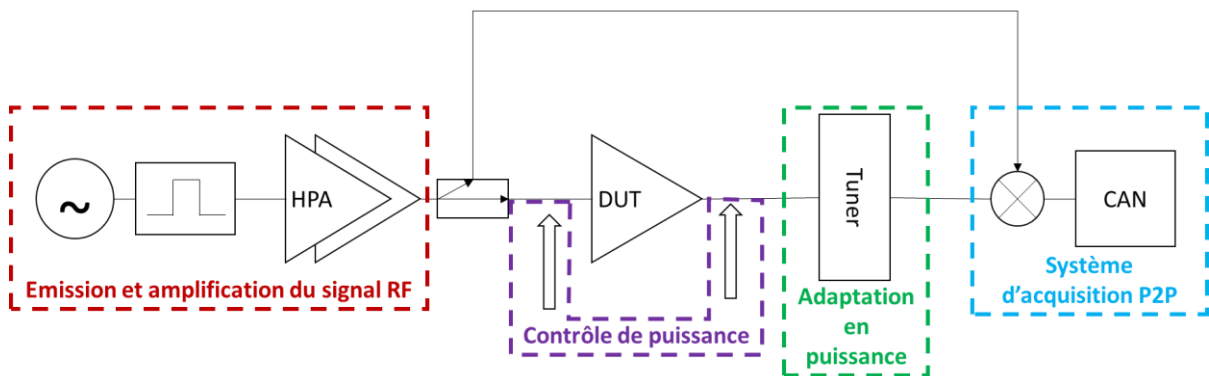 HPA
DUT
Tuner
CAN
Emission et amplification du signal RF
Contrôle de puissance
Adaptation
en
puissance
Système
d'acquisition P2P